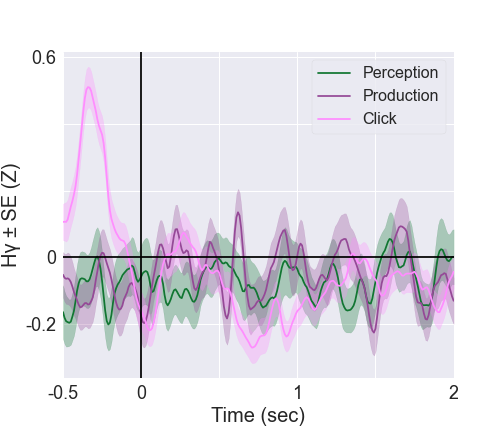 Perception
Production
Click
Hγ ± SE (Z)
0.6
0
-0.2
-0.5
0
1
2
Time (sec)